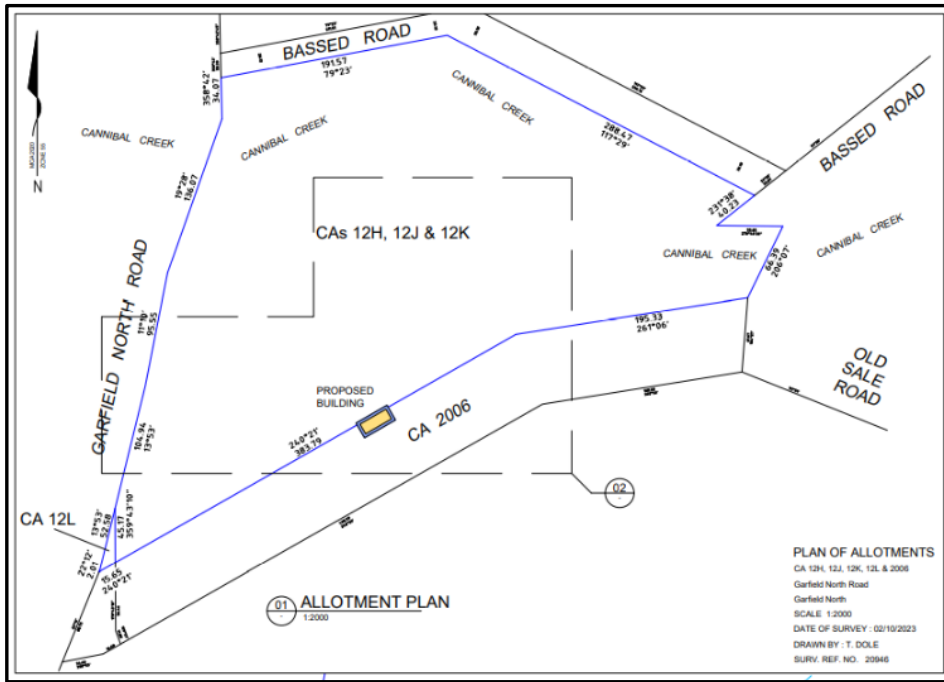 BASSED ROAD
191.57
79°23'
358°42'
34.07
CANNIBAL CREEK
CANNIBAL CREEK
CANNIBAL CREEK
288.47
117°29'
BASSED ROAD
MGA2020
ZONE 55
N
19°28'
136.07
231°38'
40.23
CAs 12H, 12J & 12K
CANNIBAL CREEK
CANNIBAL CREEK
66.39
206°07'
GARFIELD NORTH ROAD
11°10'
95.55
195.33
261°06'
OLD
SALE
ROAD
PROPOSED
BUILDING
CA 2006
104.94
13°53'
240°21'
383.79
02
CA 12L
13°53'
52.58
45.17
359°43'10"
22°12'
2.01
15.65
240°21'
01
ALLOTMENT PLAN
1:2000
PLAN OF ALLOTMENTS
CA 12H, 12J, 12K, 12L & 2006
Garfield North Road
Garfield North
SCALE 1:2000
DATE OF SURVEY : 02/10/2023
DRAWN BY : T. DOLE
SURV. REF. NO. 20946